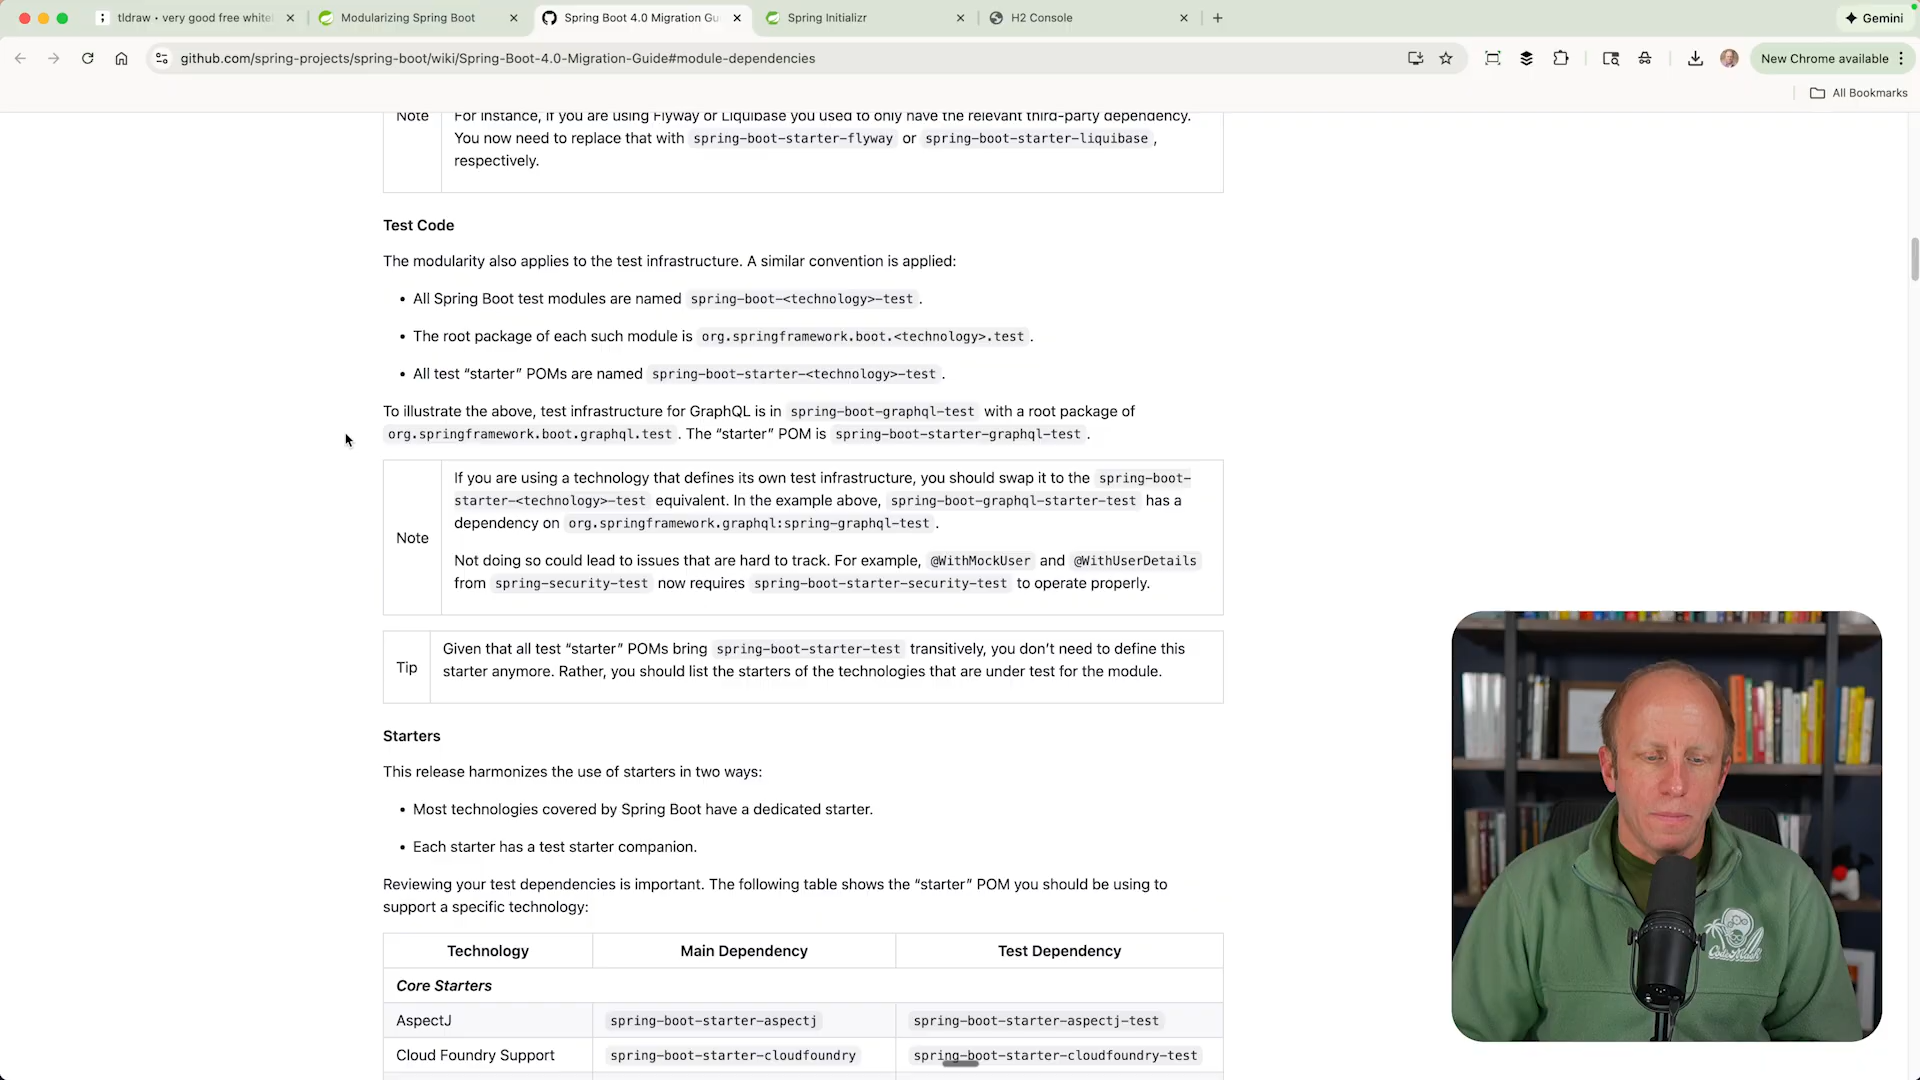 tldraw • very good free white
Modularizing Spring Boot
Spring Boot 4.0 Migration Gu
Spring Initializr
H2 Console
Gemini
github.com/spring-projects/spring-boot/wiki/Spring-Boot-4.0-Migration-Guide#module-dependencies
New Chrome available
All Bookmarks
Note
For instance, if you are using Flyway or Liquibase you used to only have the relevant third-party dependency.
You now need to replace that with spring-boot-starter-flyway or spring-boot-starter-liquibase ,
respectively.
Test Code
The modularity also applies to the test infrastructure. A similar convention is applied:
• All Spring Boot test modules are named spring-boot-<technology>-test .
• The root package of each such module is org.springframework.boot.<technology>.test .
• All test “starter” POMs are named spring-boot-starter-<technology>-test .
To illustrate the above, test infrastructure for GraphQL is in spring-boot-graphql-test with a root package of
org.springframework.boot.graphql.test . The “starter” POM is spring-boot-starter-graphql-test .
Note
If you are using a technology that defines its own test infrastructure, you should swap it to the spring-boot-
starter-<technology>-test equivalent. In the example above, spring-boot-graphql-starter-test has a
dependency on org.springframework.graphql:spring-graphql-test .
Not doing so could lead to issues that are hard to track. For example, @WithMockUser and @WithUserDetails
from spring-security-test now requires spring-boot-starter-security-test to operate properly.
Tip
Given that all test “starter” POMs bring spring-boot-starter-test transitively, you don’t need to define this
starter anymore. Rather, you should list the starters of the technologies that are under test for the module.
Starters
This release harmonizes the use of starters in two ways:
• Most technologies covered by Spring Boot have a dedicated starter.
• Each starter has a test starter companion.
Reviewing your test dependencies is important. The following table shows the “starter” POM you should be using to
support a specific technology:
Technology Main Dependency Test Dependency
Core Starters
AspectJ spring-boot-starter-aspectj spring-boot-starter-aspectj-test
Cloud Foundry Support spring-boot-starter-cloudfoundry spring-boot-starter-cloudfoundry-test